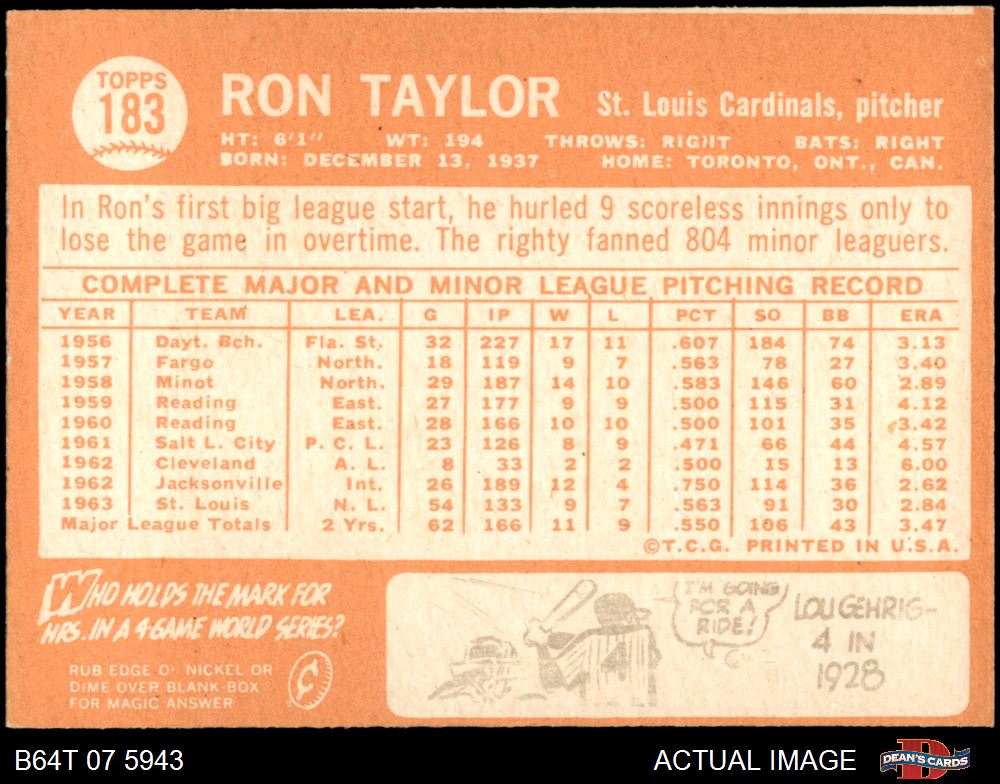 TOPPS
183
RON TAYLOR St. Louis Cardinals, pitcher
HT: 6'1" WT: 194 THROWS: RIGHT BATS: RIGHT
BORN: DECEMBER 13, 1937 HOME: TORONTO, ONT., CAN.
In Ron's first big league start, he hurled 9 scoreless innings only to
lose the game in overtime. The righty fanned 804 minor leaguers.
COMPLETE MAJOR AND MINOR LEAGUE PITCHING RECORD
YEAR TEAM LEA. G IP W L PCT SO BB ERA
1956 Dayt. Bch. Fla. St. 32 227 17 11 .607 184 74 3.13
1957 Fargo North. 18 119 9 7 .563 78 27 3.40
1958 Minot North. 29 187 14 10 .583 146 60 2.89
1959 Reading East. 27 177 9 9 .500 115 31 4.12
1960 Reading East. 28 166 10 10 .500 101 35 3.42
1961 Salt L. City P. C. L. 23 126 8 9 .471 66 44 4.57
1962 Cleveland A. L. 8 33 2 2 .500 15 13 6.00
1962 Jacksonville Int. 26 189 12 4 .750 114 36 2.62
1963 St. Louis N. L. 54 133 9 7 .563 91 30 2.84
Major League Totals 2 Yrs. 62 166 11 9 .550 106 43 3.47
©T.C.G. PRINTED IN U.S.A.
WHO HOLDS THE MARK FOR
HRS. IN A 4-GAME WORLD SERIES?
RUB EDGE OF NICKEL OR
DIME OVER BLANK BOX
FOR MAGIC ANSWER
¢
4
I'M GOING
FOR A
RIDE!
LOU GEHRIG-
4 IN
1928
B64T 07 5943 ACTUAL IMAGE
D
DEAN'S CARDS